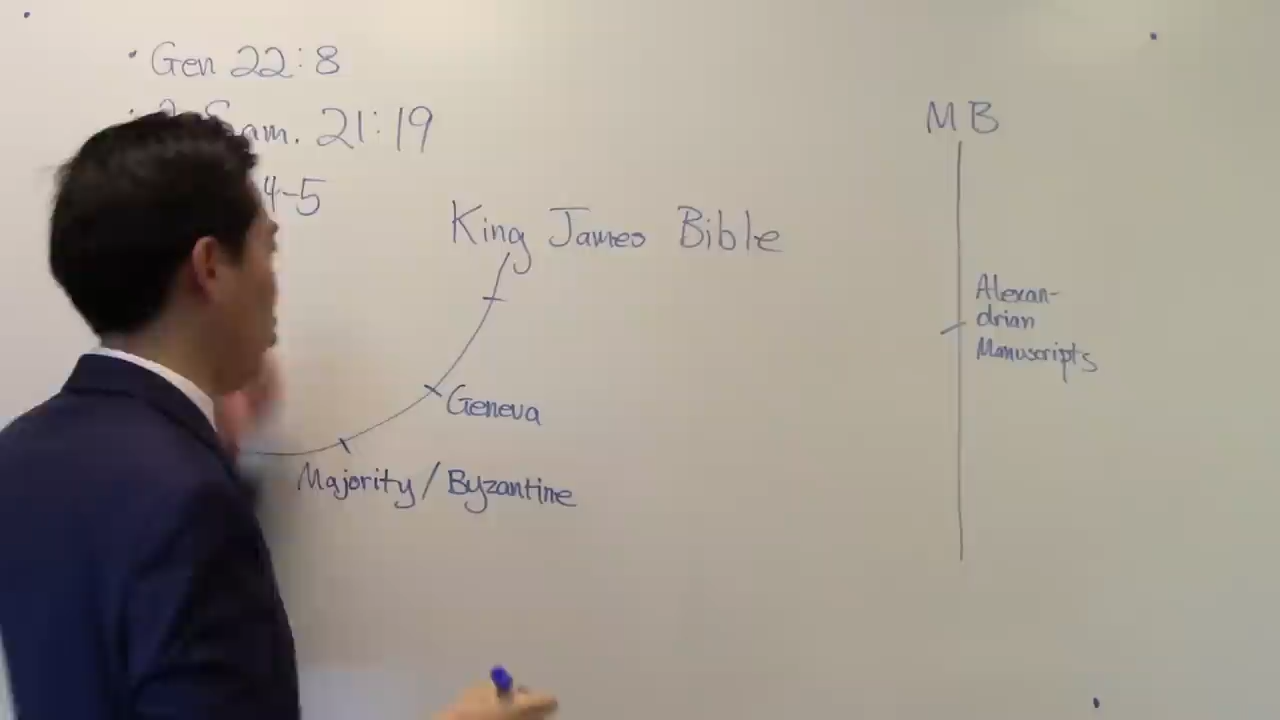 • Gen 22:8
Sam. 21:19
4-5
King James Bible
Geneva
Majority / Byzantine
MB
Alexan-
drian
Manuscripts